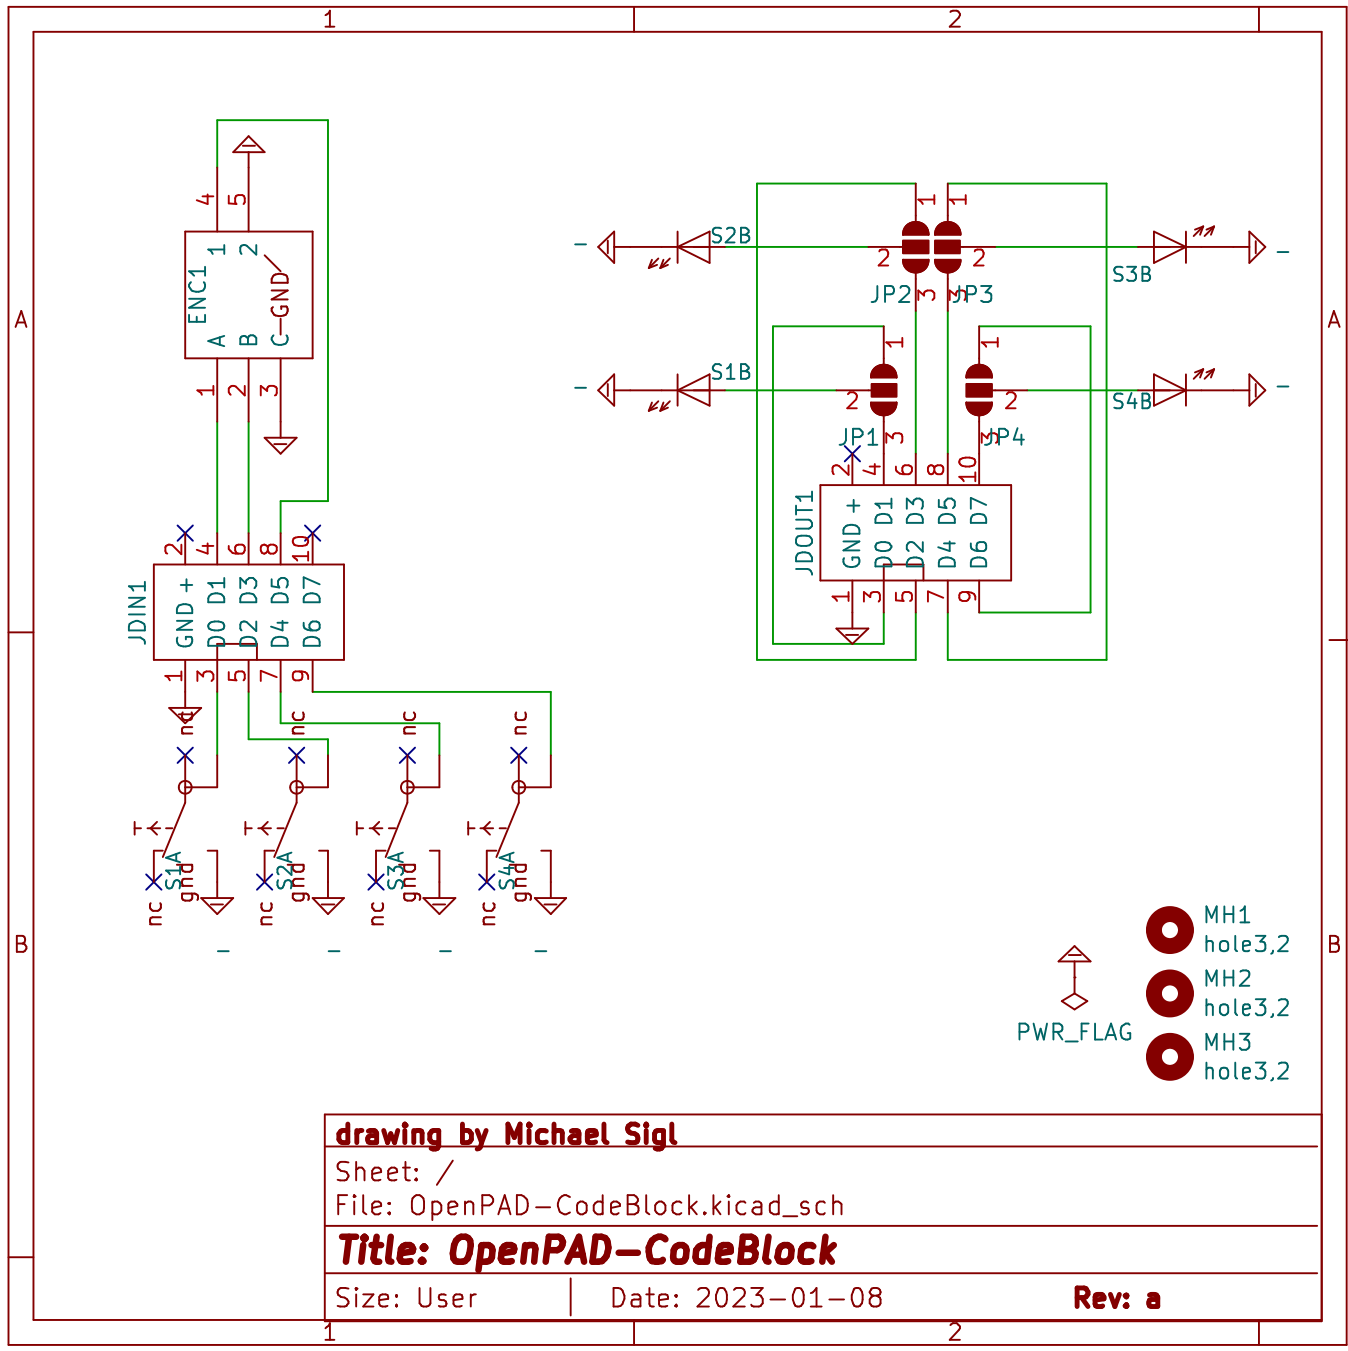 1 2
A A
B B
1 2
4 5
1 2
ENC1
GND
A B C
1 2 3
2 4 6 8 10
JDIN1
GND + D1 D3 D5 D7
D0 D2 D4 D6
1 3 5 7 9
nc nc nc nc
S1A S2A S3A S4A
gnd gnd gnd gnd
nc nc nc nc
- - - -
- S2B
1 1
2 2
3 3
JP2 JP3
S3B -
- S1B
1 1
2 2
3 3
JP1 JP4
S4B -
2 4 6 8 10
JDOUT1
GND + D1 D3 D5 D7
D0 D2 D4 D6
1 3 5 7 9
PWR_FLAG
MH1
hole3,2
MH2
hole3,2
MH3
hole3,2
drawing by Michael Sigl
Sheet: /
File: OpenPAD-CodeBlock.kicad_sch
Title: OpenPAD-CodeBlock
Size: User Date: 2023-01-08 Rev: a